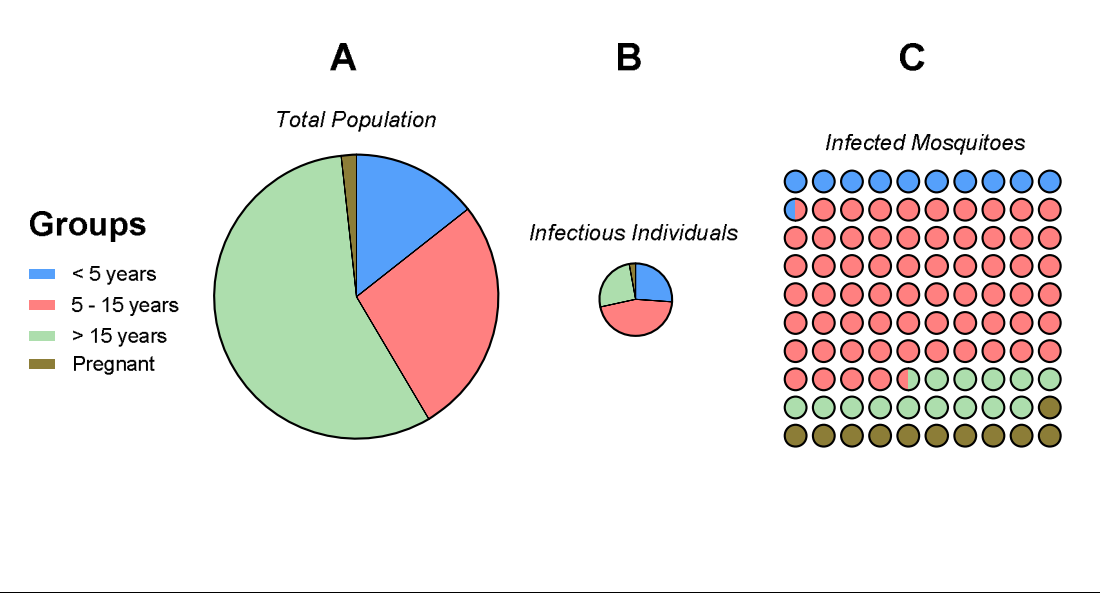 A
B
C
Total Population
Infected Mosquitoes
Groups
Infectious Individuals
< 5 years
5 - 15 years
> 15 years
Pregnant